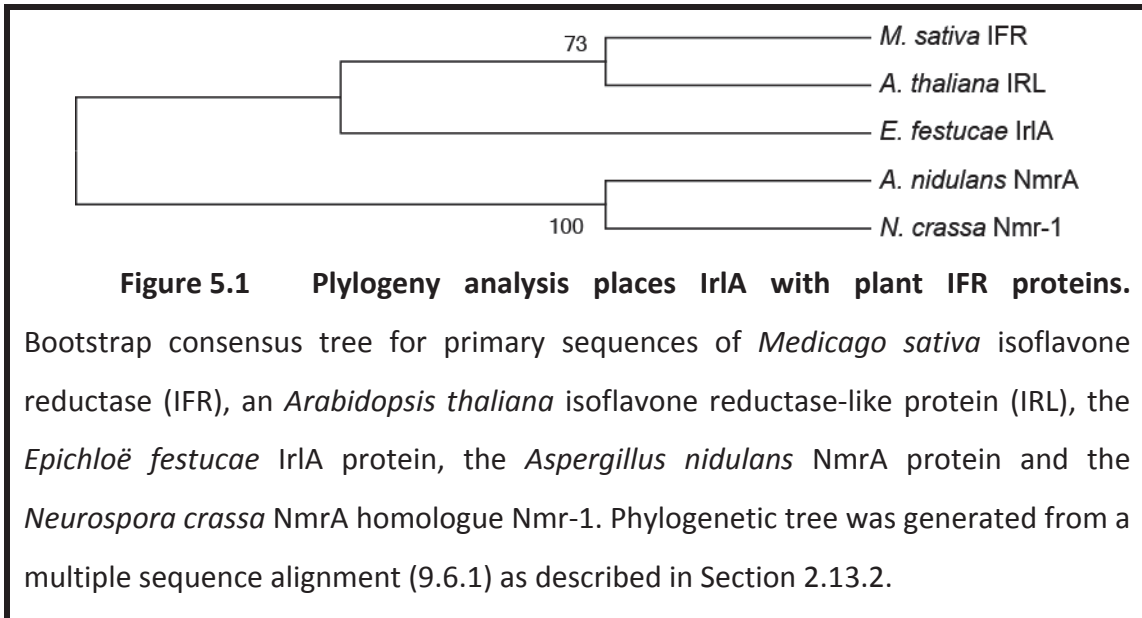 73
M. sativa IFR
A. thaliana IRL
E. festucae IrlA
A. nidulans NmrA
100
N. crassa Nmr-1
Figure 5.1 Plylogeny analysis places IrlA with plant IFR proteins.
Bootstrap consensus tree for primary sequences of Medicago sativa isoflavone
reductase (IFR), an Arabidopsis thaliana isoflavone reductase-like protein (IRL), the
Epichloë festucae IrlA protein, the Aspergillus nidulans NmrA protein and the
Neurospora crassa NmrA homologue Nmr-1. Phylogenetic tree was generated from a
multiple sequence alignment (9.6.1) as described in Section 2.13.2.